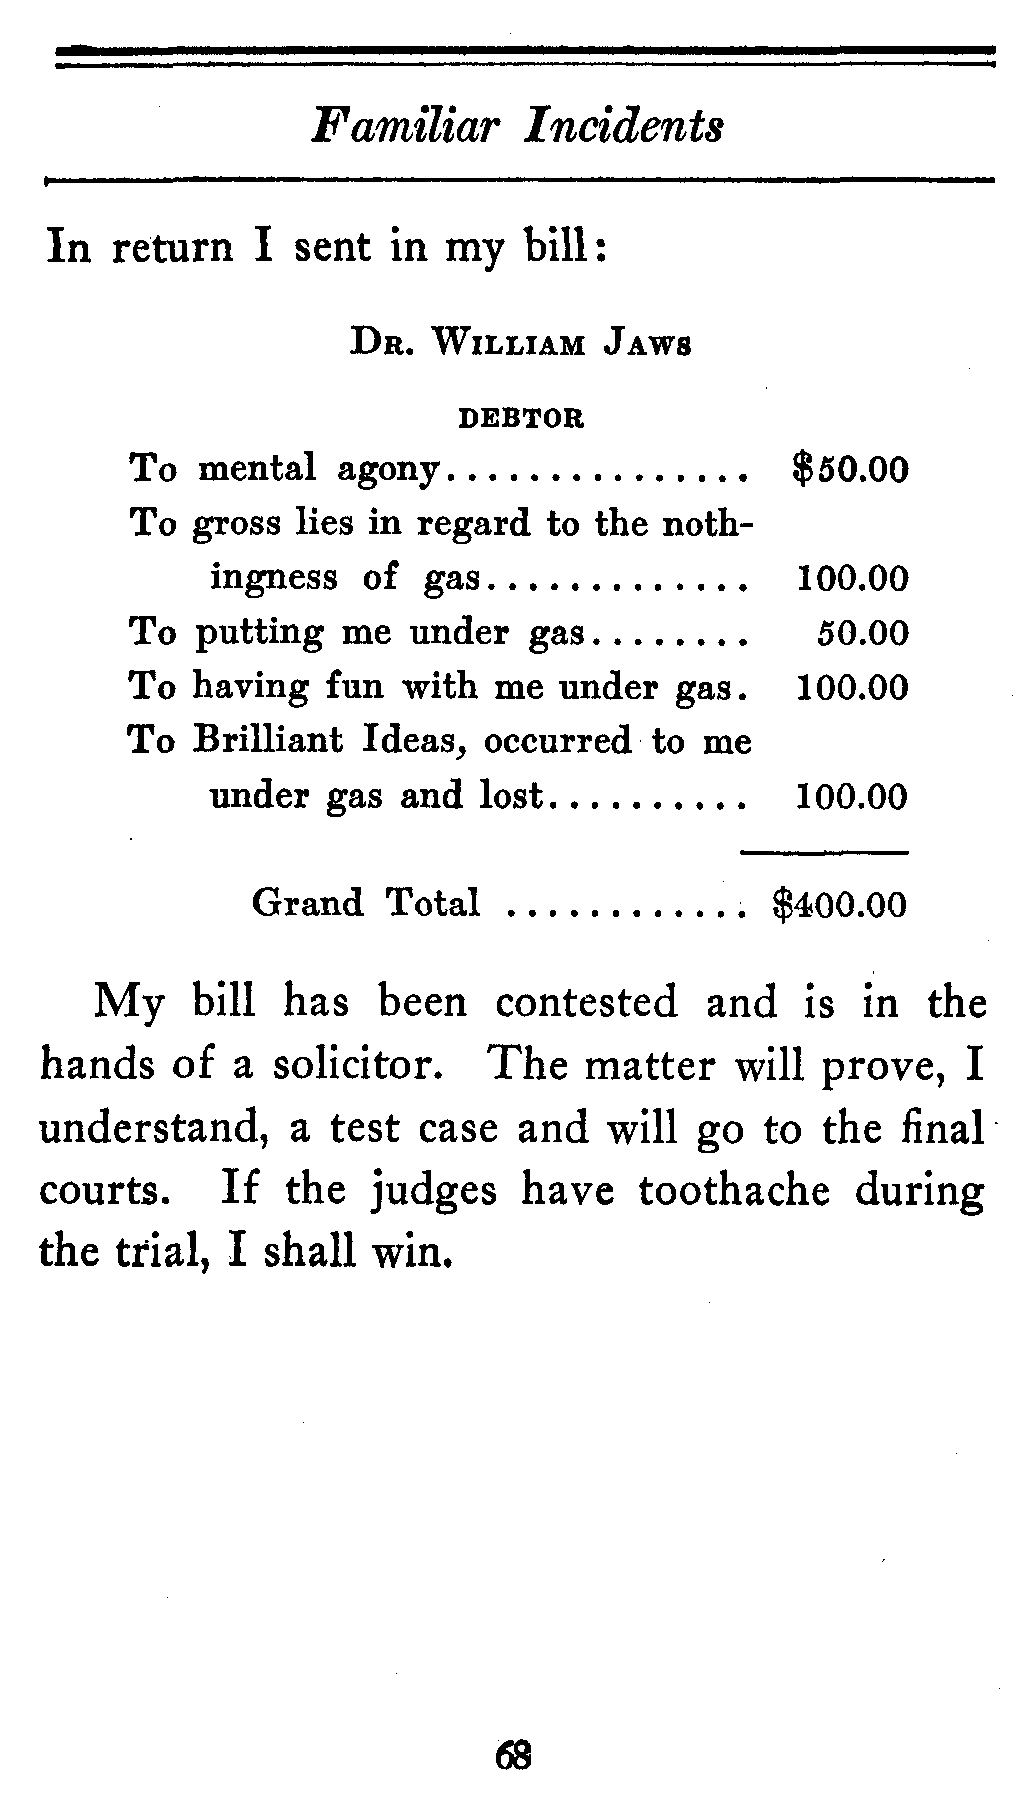 Familiar Incidents
In return I sent in my bill:
Dr. William Jaws
DEBTOR
To mental agony............... $50.00
To gross lies in regard to the noth-
ingness of gas............. 100.00
To putting me under gas........ 50.00
To having fun with me under gas. 100.00
To Brilliant Ideas, occurred to me
under gas and lost.......... 100.00
Grand Total ............ $400.00
My bill has been contested and is in the
hands of a solicitor. The matter will prove, I
understand, a test case and will go to the final
courts. If the judges have toothache during
the trial, I shall win.
68